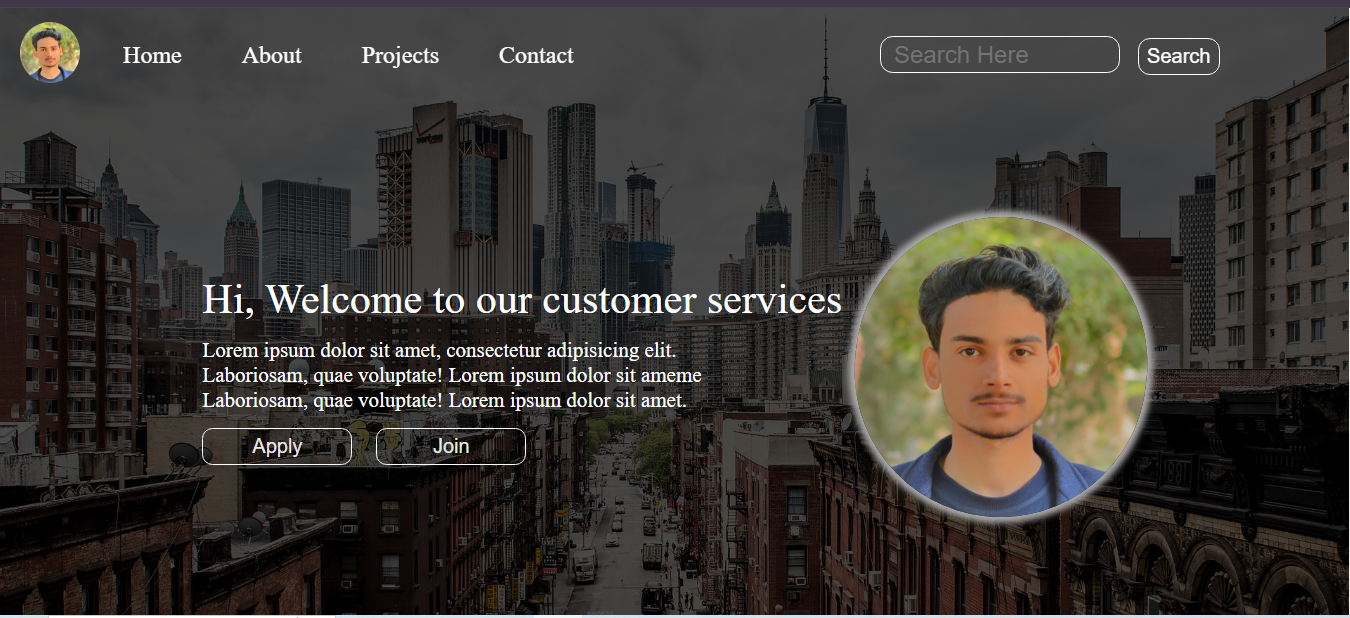 Home About Projects Contact Search Here Search
verizon
Hi, Welcome to our customer services
Lorem ipsum dolor sit amet, consectetur adipisicing elit.
Laboriosam, quae voluptate! Lorem ipsum dolor sit ameme
Laboriosam, quae voluptate! Lorem ipsum dolor sit amet.
Apply Join